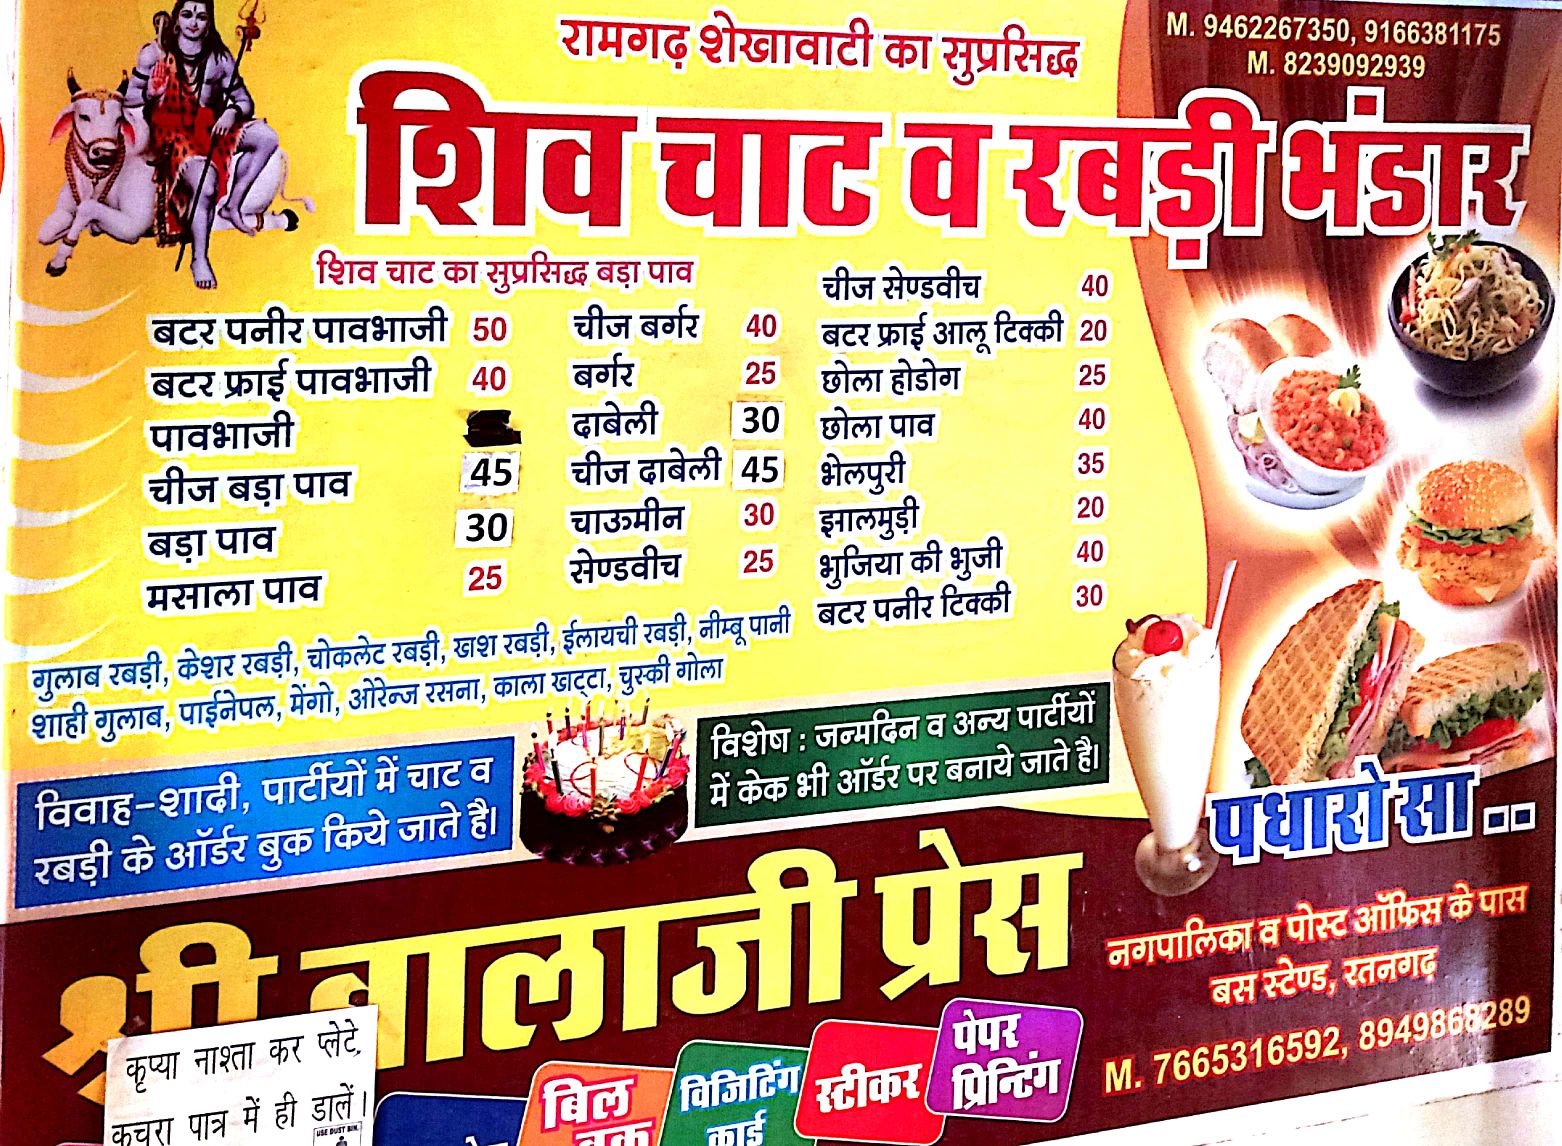 रामगढ़ शेखावाटी का सुप्रसिद्ध
M. 9462267350, 9166381175
M. 8239092939
शिव चाट व रबड़ी भंडार
शिव चाट का सुप्रसिद्ध बड़ा पाव
बटर पनीर पावभाजी 50
बटर फ्राई पावभाजी 40
पावभाजी
चीज बड़ा पाव 45
बड़ा पाव 30
मसाला पाव 25
चीज बर्गर 40
बर्गर 25
दाबेली 30
चीज दाबेली 45
चाऊमीन 30
सेण्डवीच 25
चीज सेण्डवीच 40
बटर फ्राई आलू टिक्की 20
छोला होडोग 25
छोला पाव 40
भेलपुरी 35
झालमुड़ी 20
भुजिया की भुजी 40
बटर पनीर टिक्की 30
गुलाब रबड़ी, केशर रबड़ी, चोकलेट रबड़ी, खाश रबड़ी, ईलायची रबड़ी, नीम्बू पानी
शाही गुलाब, पाईनेपल, मेंगो, ओरेन्ज रसना, काला खट्टा, चुस्की गोला
विवाह-शादी, पार्टीयों में चाट व
रबड़ी के ऑर्डर बुक किये जाते है।
विशेष : जन्मदिन व अन्य पार्टीयों
में केक भी ऑर्डर पर बनाये जाते है।
पधारो सा..
श्री बालाजी प्रेस
नगपालिका व पोस्ट ऑफिस के पास
बस स्टेण्ड, रतनगढ़
M. 7665316592, 8949868289
कृप्या नाश्ता कर प्लेटे,
कचरा पात्र में ही डालें।
USE DUST BIN.
बिल
बुक
विजिटिंग
कार्ड
स्टीकर
पेपर
प्रिन्टिंग